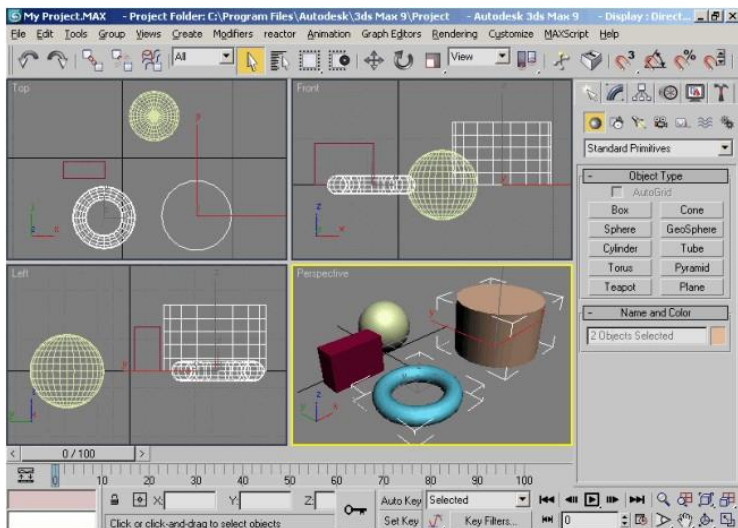 My Project.MAX - Project Folder: C:\Program Files\Autodesk\3ds Max 9\Project - Autodesk 3ds Max 9 - Display : Direct...
File Edit Tools Group Views Create Modifiers reactor Animation Graph Editors Rendering Customize MAXScript Help
All View
Top
Front
Left
Perspective
Standard Primitives
- Object Type
AutoGrid
Box Cone
Sphere GeoSphere
Cylinder Tube
Torus Pyramid
Teapot Plane
- Name and Color
2 Objects Selected
< 0 / 100 >
0 10 20 30 40 50 60 70 80 90 100
X: Y: Z: Auto Key Selected
Click or click-and-drag to select objects Set Key Key Filters... 0